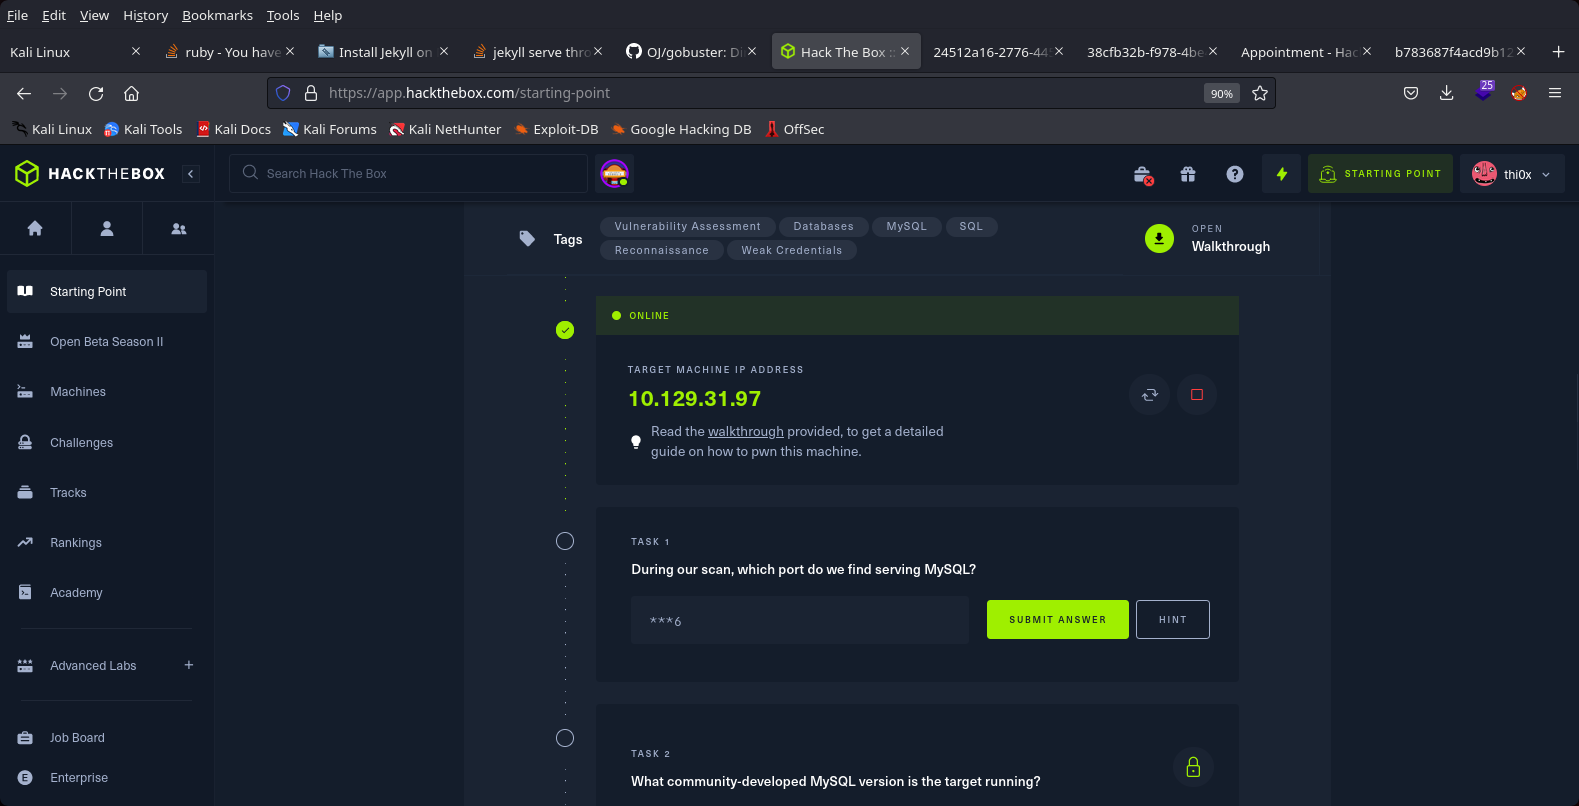 File Edit View History Bookmarks Tools Help
Kali Linux
ruby - You have
Install Jekyll on
jekyll serve thro
OJ/gobuster: Di
Hack The Box ::
24512a16-2776-44
38cfb32b-f978-4be
Appointment - Hac
b783687f4acd9b12
https://app.hackthebox.com/starting-point
90%
25
Kali Linux Kali Tools Kali Docs Kali Forums Kali NetHunter Exploit-DB Google Hacking DB OffSec
HACKTHEBOX
Search Hack The Box
STARTING POINT
thi0x
Starting Point
Open Beta Season II
Machines
Challenges
Tracks
Rankings
Academy
Advanced Labs +
Job Board
E Enterprise
Tags
Vulnerability Assessment Databases MySQL SQL
Reconnaissance Weak Credentials
OPEN
Walkthrough
ONLINE
TARGET MACHINE IP ADDRESS
10.129.31.97
Read the walkthrough provided, to get a detailed
guide on how to pwn this machine.
TASK 1
During our scan, which port do we find serving MySQL?
***6
SUBMIT ANSWER
HINT
TASK 2
What community-developed MySQL version is the target running?